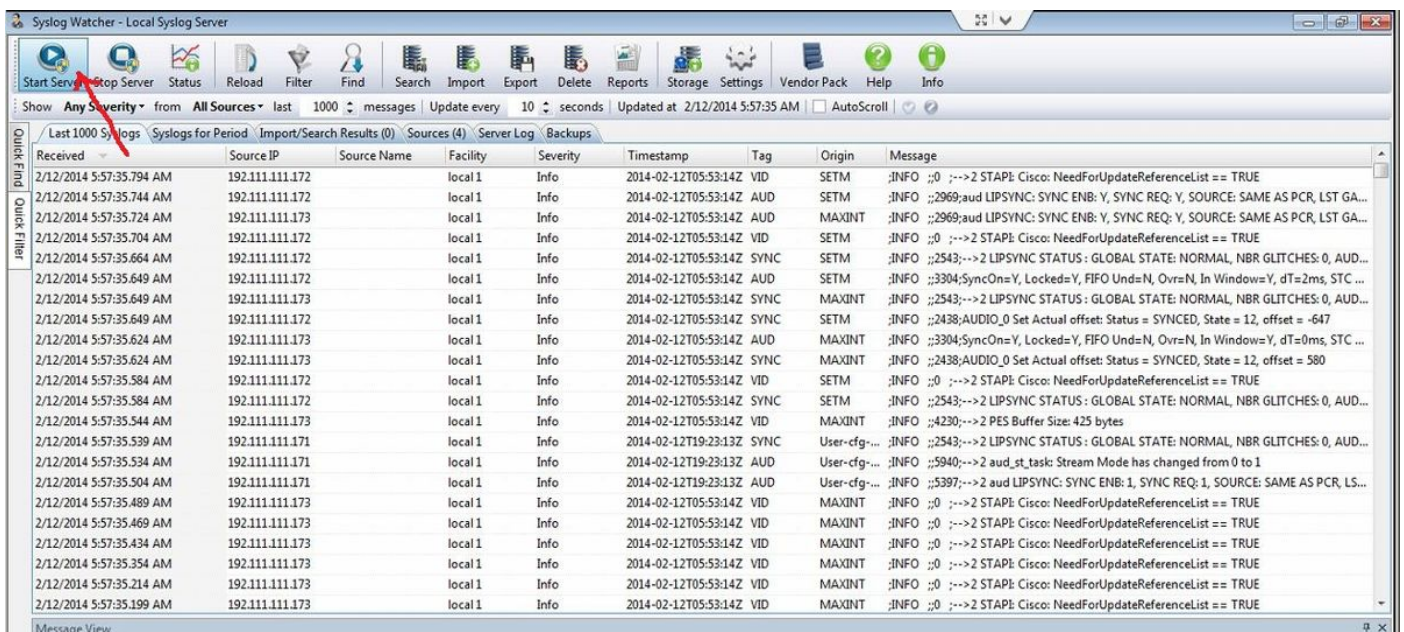 Syslog Watcher - Local Syslog Server
Start Server Stop Server Status Reload Filter Find Search Import Export Delete Reports Storage Settings Vendor Pack Help Info
Show Any Severity from All Sources last 1000 messages Update every 10 seconds Updated at 2/12/2014 5:57:35 AM AutoScroll
Last 1000 Syslogs Syslogs for Period Import/Search Results (0) Sources (4) Server Log Backups
Quick Find
Quick Filter
Received Source IP Source Name Facility Severity Timestamp Tag Origin Message
2/12/2014 5:57:35.794 AM 192.111.111.172 local 1 Info 2014-02-12T05:53:14Z VID SETM ;INFO ;;0 ;-->2 STAPI: Cisco: NeedForUpdateReferenceList == TRUE
2/12/2014 5:57:35.744 AM 192.111.111.172 local 1 Info 2014-02-12T05:53:14Z AUD SETM ;INFO ;;2969;aud LIPSYNC: SYNC ENB: Y, SYNC REQ: Y, SOURCE: SAME AS PCR, LST GA...
2/12/2014 5:57:35.724 AM 192.111.111.173 local 1 Info 2014-02-12T05:53:14Z AUD MAXINT ;INFO ;;2969;aud LIPSYNC: SYNC ENB: Y, SYNC REQ: Y, SOURCE: SAME AS PCR, LST GA...
2/12/2014 5:57:35.704 AM 192.111.111.172 local 1 Info 2014-02-12T05:53:14Z VID SETM ;INFO ;;0 ;-->2 STAPI: Cisco: NeedForUpdateReferenceList == TRUE
2/12/2014 5:57:35.664 AM 192.111.111.172 local 1 Info 2014-02-12T05:53:14Z SYNC SETM ;INFO ;;2543;-->2 LIPSYNC STATUS : GLOBAL STATE: NORMAL, NBR GLITCHES: 0, AUD...
2/12/2014 5:57:35.649 AM 192.111.111.172 local 1 Info 2014-02-12T05:53:14Z AUD SETM ;INFO ;;3304;SyncOn=Y, Locked=Y, FIFO Und=N, Ovr=N, In Window=Y, dT=2ms, STC ...
2/12/2014 5:57:35.649 AM 192.111.111.173 local 1 Info 2014-02-12T05:53:14Z SYNC MAXINT ;INFO ;;2543;-->2 LIPSYNC STATUS : GLOBAL STATE: NORMAL, NBR GLITCHES: 0, AUD...
2/12/2014 5:57:35.649 AM 192.111.111.172 local 1 Info 2014-02-12T05:53:14Z SYNC SETM ;INFO ;;2438;AUDIO_0 Set Actual offset: Status = SYNCED, State = 12, offset = -647
2/12/2014 5:57:35.624 AM 192.111.111.173 local 1 Info 2014-02-12T05:53:14Z AUD MAXINT ;INFO ;;3304;SyncOn=Y, Locked=Y, FIFO Und=N, Ovr=N, In Window=Y, dT=0ms, STC ...
2/12/2014 5:57:35.624 AM 192.111.111.173 local 1 Info 2014-02-12T05:53:14Z SYNC MAXINT ;INFO ;;2438;AUDIO_0 Set Actual offset: Status = SYNCED, State = 12, offset = 580
2/12/2014 5:57:35.584 AM 192.111.111.172 local 1 Info 2014-02-12T05:53:14Z VID SETM ;INFO ;;0 ;-->2 STAPI: Cisco: NeedForUpdateReferenceList == TRUE
2/12/2014 5:57:35.584 AM 192.111.111.172 local 1 Info 2014-02-12T05:53:14Z SYNC SETM ;INFO ;;2543;-->2 LIPSYNC STATUS : GLOBAL STATE: NORMAL, NBR GLITCHES: 0, AUD...
2/12/2014 5:57:35.544 AM 192.111.111.173 local 1 Info 2014-02-12T05:53:14Z VID MAXINT ;INFO ;;4230;-->2 PES Buffer Size: 425 bytes
2/12/2014 5:57:35.539 AM 192.111.111.171 local 1 Info 2014-02-12T19:23:13Z SYNC User-cfg-... ;INFO ;;2543;-->2 LIPSYNC STATUS : GLOBAL STATE: NORMAL, NBR GLITCHES: 0, AUD...
2/12/2014 5:57:35.534 AM 192.111.111.171 local 1 Info 2014-02-12T19:23:13Z AUD User-cfg-... ;INFO ;;5940;-->2 aud_st_task: Stream Mode has changed from 0 to 1
2/12/2014 5:57:35.504 AM 192.111.111.171 local 1 Info 2014-02-12T19:23:13Z AUD User-cfg-... ;INFO ;;5397;-->2 aud LIPSYNC: SYNC ENB: 1, SYNC REQ: 1, SOURCE: SAME AS PCR, LS...
2/12/2014 5:57:35.489 AM 192.111.111.173 local 1 Info 2014-02-12T05:53:14Z VID MAXINT ;INFO ;;0 ;-->2 STAPI: Cisco: NeedForUpdateReferenceList == TRUE
2/12/2014 5:57:35.469 AM 192.111.111.173 local 1 Info 2014-02-12T05:53:14Z VID MAXINT ;INFO ;;0 ;-->2 STAPI: Cisco: NeedForUpdateReferenceList == TRUE
2/12/2014 5:57:35.434 AM 192.111.111.173 local 1 Info 2014-02-12T05:53:14Z VID MAXINT ;INFO ;;0 ;-->2 STAPI: Cisco: NeedForUpdateReferenceList == TRUE
2/12/2014 5:57:35.354 AM 192.111.111.173 local 1 Info 2014-02-12T05:53:14Z VID MAXINT ;INFO ;;0 ;-->2 STAPI: Cisco: NeedForUpdateReferenceList == TRUE
2/12/2014 5:57:35.214 AM 192.111.111.173 local 1 Info 2014-02-12T05:53:14Z VID MAXINT ;INFO ;;0 ;-->2 STAPI: Cisco: NeedForUpdateReferenceList == TRUE
2/12/2014 5:57:35.199 AM 192.111.111.173 local 1 Info 2014-02-12T05:53:14Z VID MAXINT ;INFO ;;0 ;-->2 STAPI: Cisco: NeedForUpdateReferenceList == TRUE
Message View